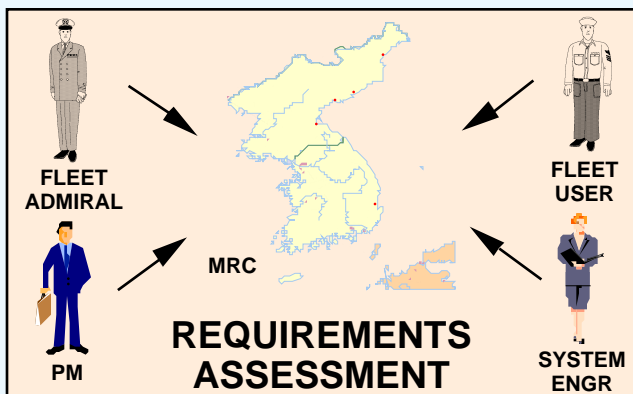 FLEET
ADMIRAL
FLEET
USER
MRC
PM
REQUIREMENTS
ASSESSMENT
SYSTEM
ENGR